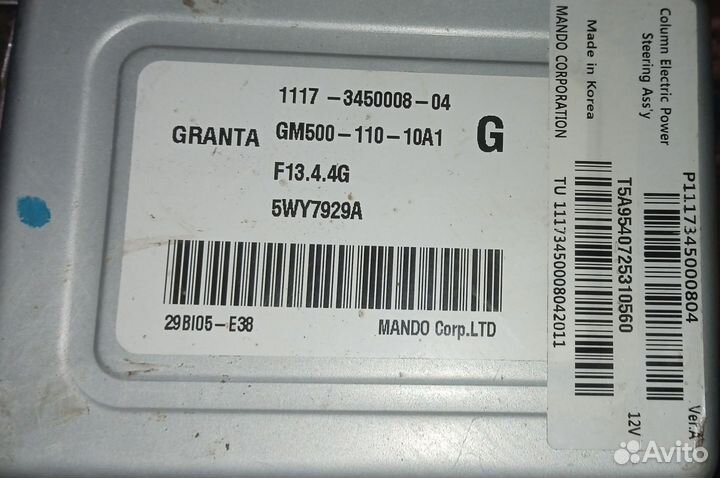 1117 -3450008-04
GRANTA GM500-110-10A1 G
F13.4.4G
5WY7929A
29BI05-E38 MANDO Corp.LTD
Column Electric Power
Steering Ass'y
Made in Korea
MANDO CORPORATION
P11173450000804
T5A9540725310560
TU 11173450008042011
Ver.A
12V
Avito